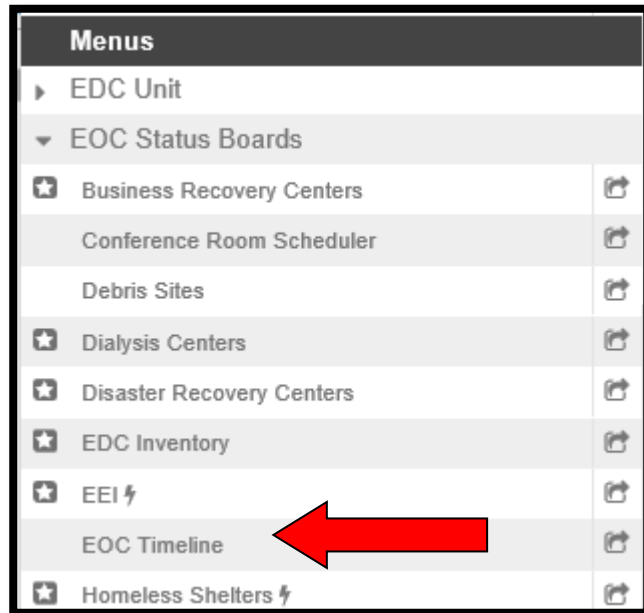 Menus
EDC Unit
EOC Status Boards
Business Recovery Centers
Conference Room Scheduler
Debris Sites
Dialysis Centers
Disaster Recovery Centers
EDC Inventory
EEI
EOC Timeline
Homeless Shelters